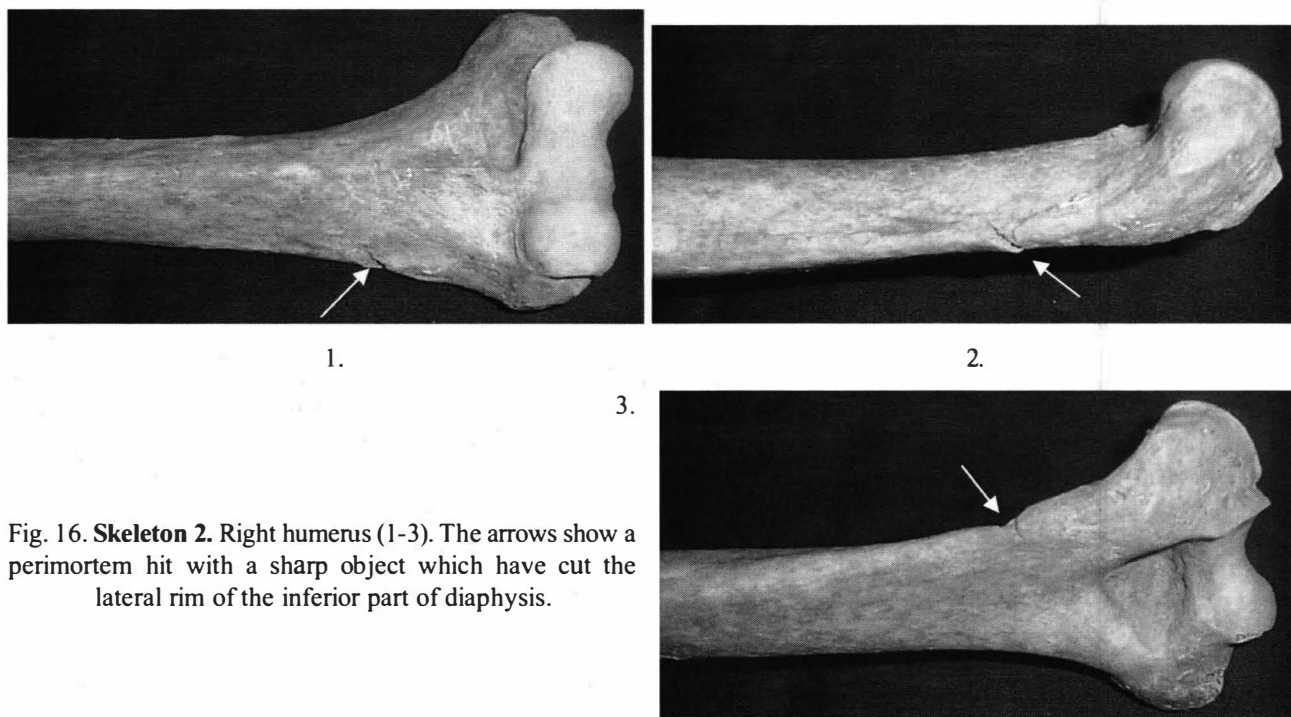 1.
2.
3.
Fig. 16. Skeleton 2. Right humerus (1-3). The arrows show a
perimortem hit with a sharp object which have cut the
lateral rim of the inferior part of diaphysis.